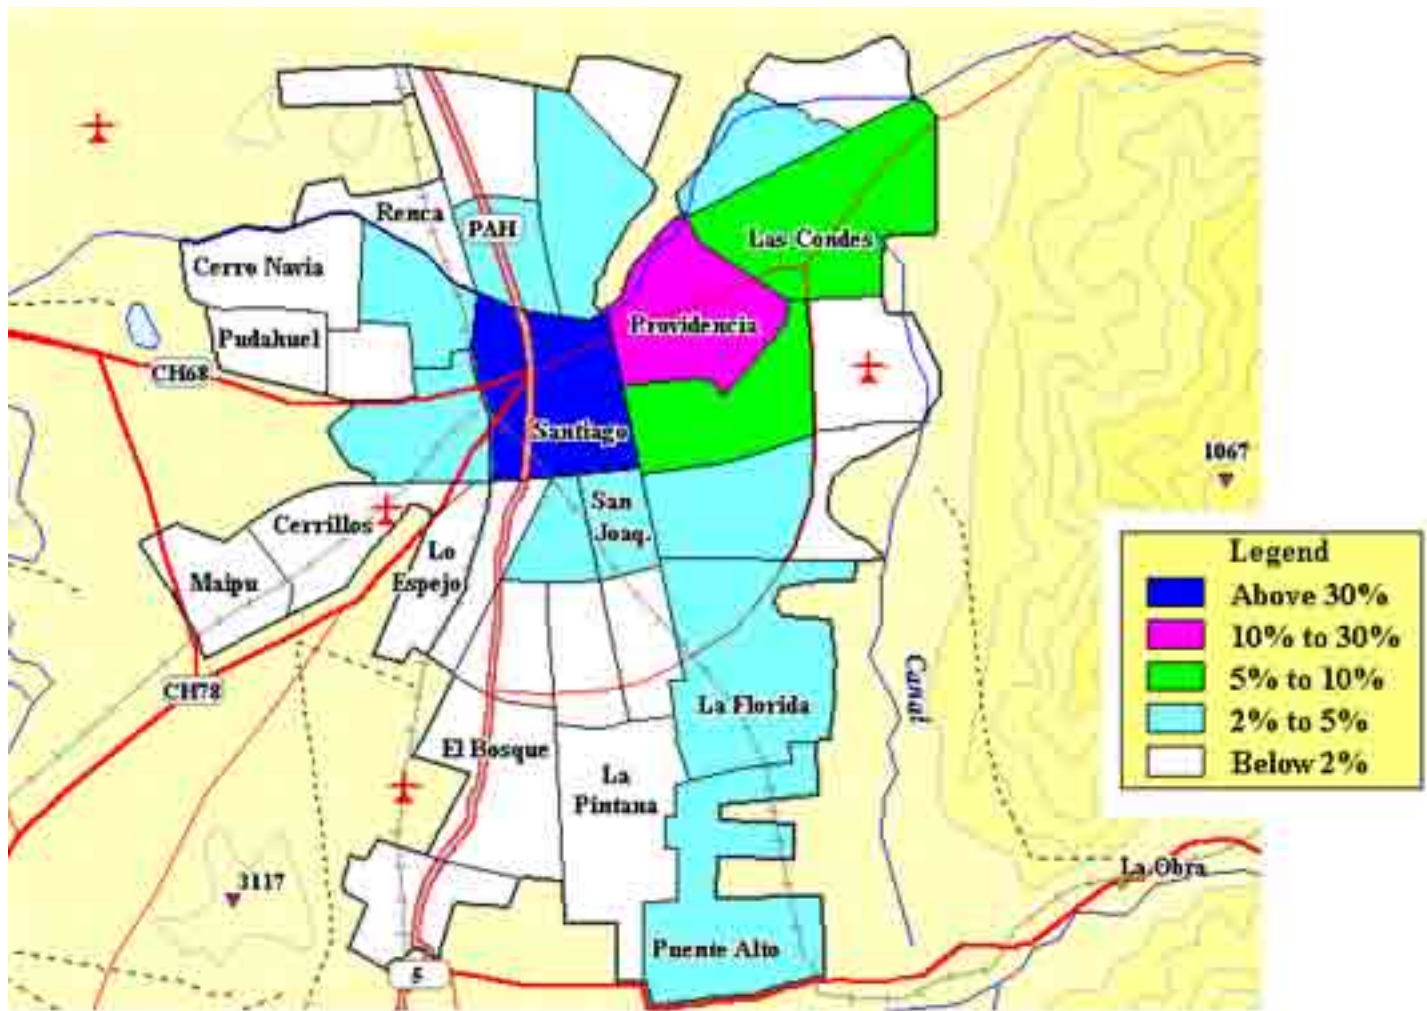 Renca
PAH
Las Condes
Cerro Navia
Pudahuel
Providencia
CH68
Santiago
1067
San
Joaq.
Cerrillos
Lo
Espejo
Maipu
Legend
Above 30%
10% to 30%
5% to 10%
2% to 5%
Below 2%
CH78
Canal
La Florida
El Bosque
La
Pintana
La Obra
3117
Puente Alto
5